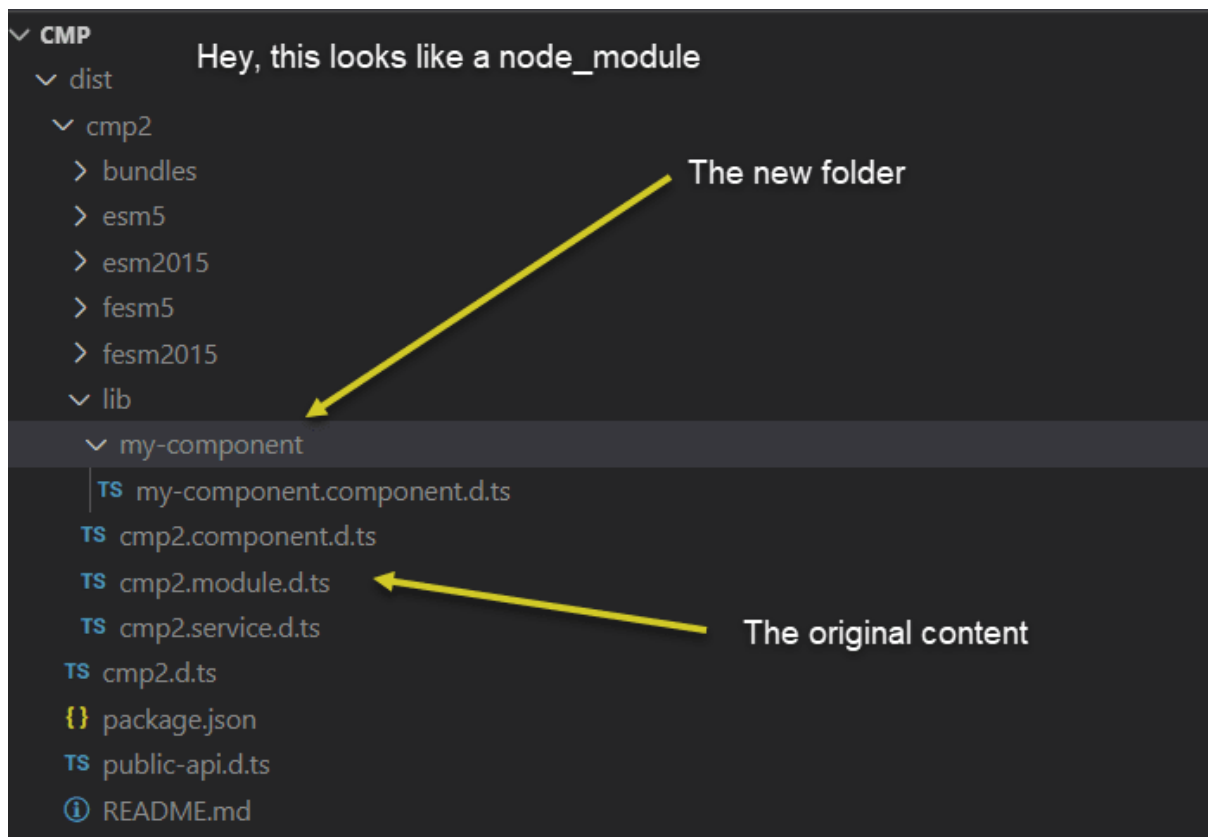 CMP
Hey, this looks like a node_module
dist
cmp2
bundles
The new folder
esm5
esm2015
fesm5
fesm2015
lib
my-component
TS my-component.component.d.ts
TS cmp2.component.d.ts
TS cmp2.module.d.ts
TS cmp2.service.d.ts
The original content
TS cmp2.d.ts
{} package.json
TS public-api.d.ts
README.md